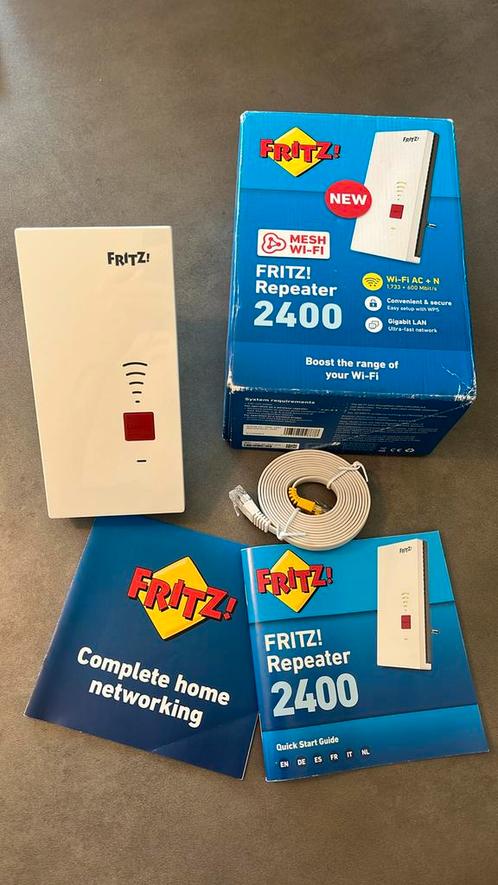 FRITZ!
FRITZ!
FRITZ!
NEW
MESH
WI-FI
FRITZ!
Repeater
2400
Wi-Fi AC + N
1,733 + 600 Mbit/s
Convenient & secure
Easy setup with WPS
Gigabit LAN
Ultra-fast network
Boost the range of
your Wi-Fi
System requirements
FRITZ!
Complete home
networking
FRITZ!
FRITZ!
FRITZ!
Repeater
2400
Quick Start Guide
EN DE ES FR IT NL